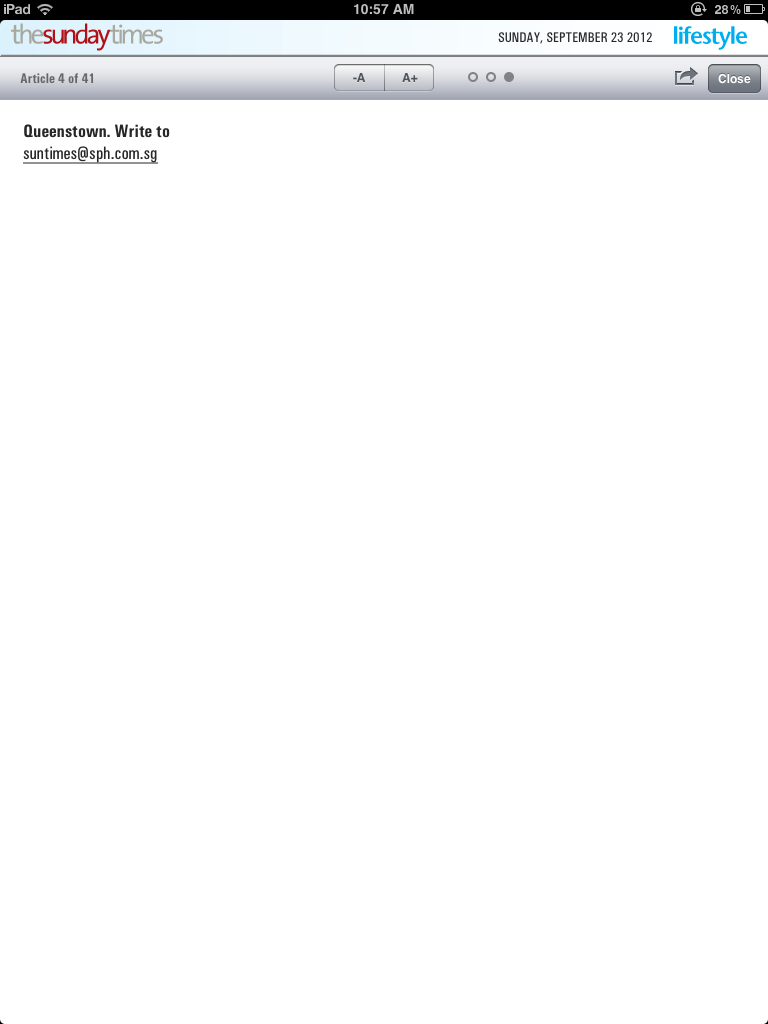 iPad 10:57 AM 28%
thesundaytimes SUNDAY, SEPTEMBER 23 2012 lifestyle
Article 4 of 41 -A A+ Close
Queenstown. Write to
suntimes@sph.com.sg